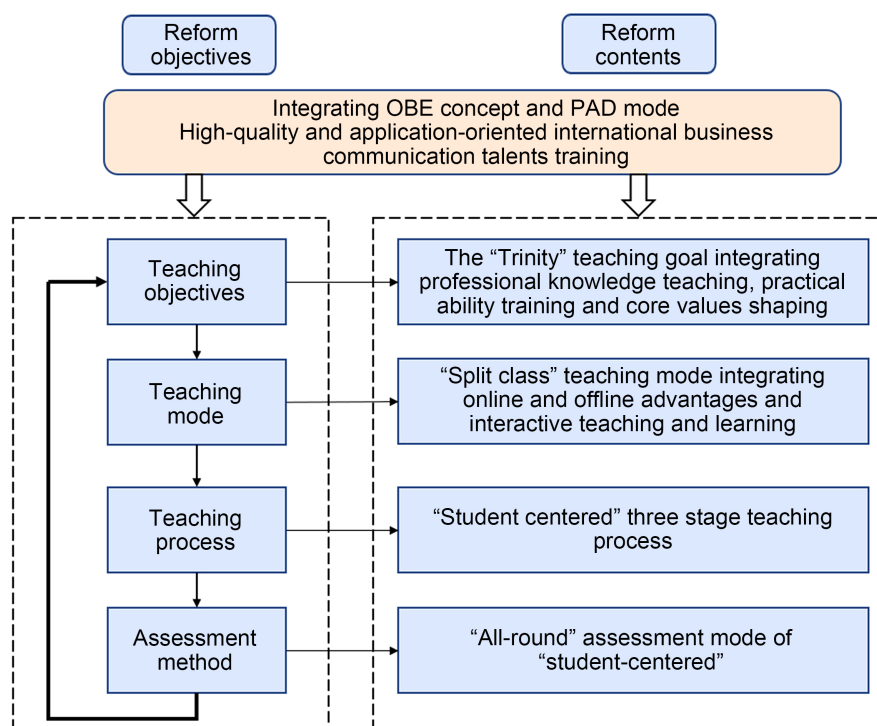 Reform
objectives
Reform
contents
Integrating OBE concept and PAD mode
High-quality and application-oriented international business
communication talents training
Teaching
objectives
The “Trinity” teaching goal integrating
professional knowledge teaching, practical
ability training and core values shaping
Teaching
mode
“Split class” teaching mode integrating
online and offline advantages and
interactive teaching and learning
Teaching
process
“Student centered” three stage teaching
process
Assessment
method
“All-round” assessment mode of
“student-centered”